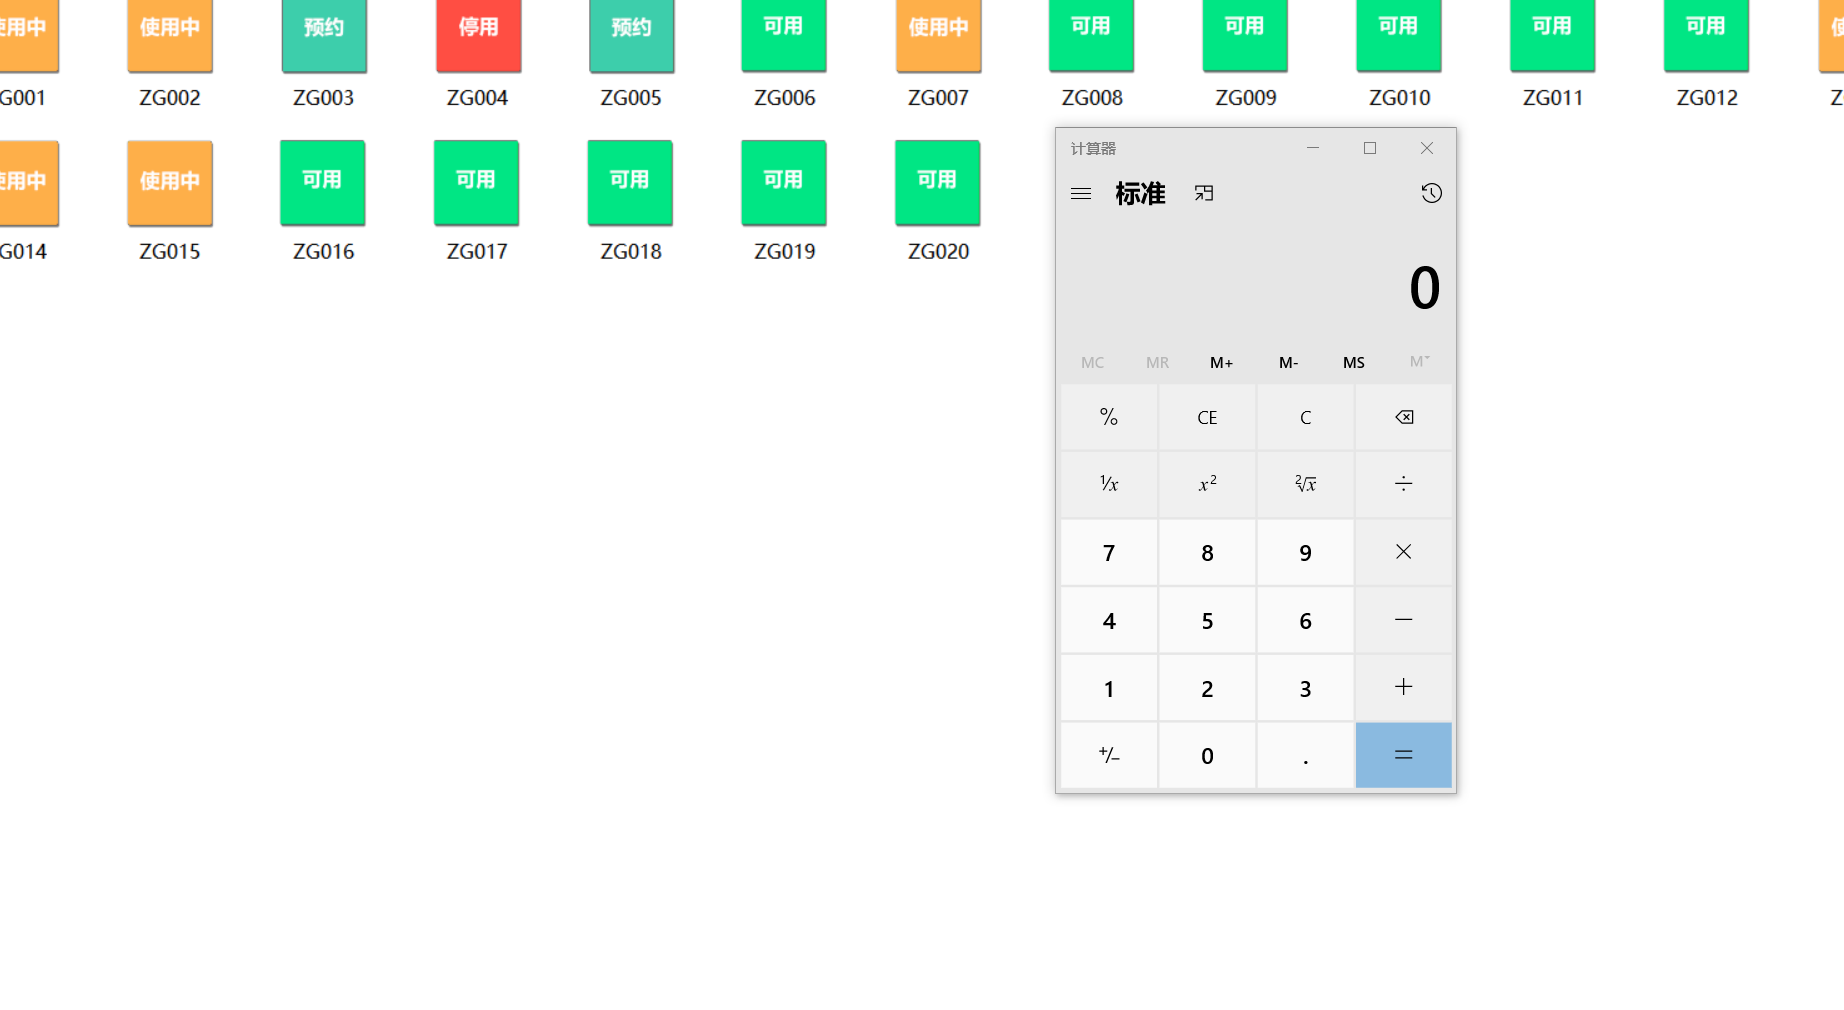 使用中 使用中 预约 停用 预约 可用 使用中 可用 可用 可用 可用 可用
G001 ZG002 ZG003 ZG004 ZG005 ZG006 ZG007 ZG008 ZG009 ZG010 ZG011 ZG012 Z
使用中 使用中 可用 可用 可用 可用 可用
G014 ZG015 ZG016 ZG017 ZG018 ZG019 ZG020
计算器
标准
0
MC MR M+ M- MS M˅
% CE C
¹/x x² ²√x ÷
7 8 9 ×
4 5 6 −
1 2 3 +
+/− 0 . =